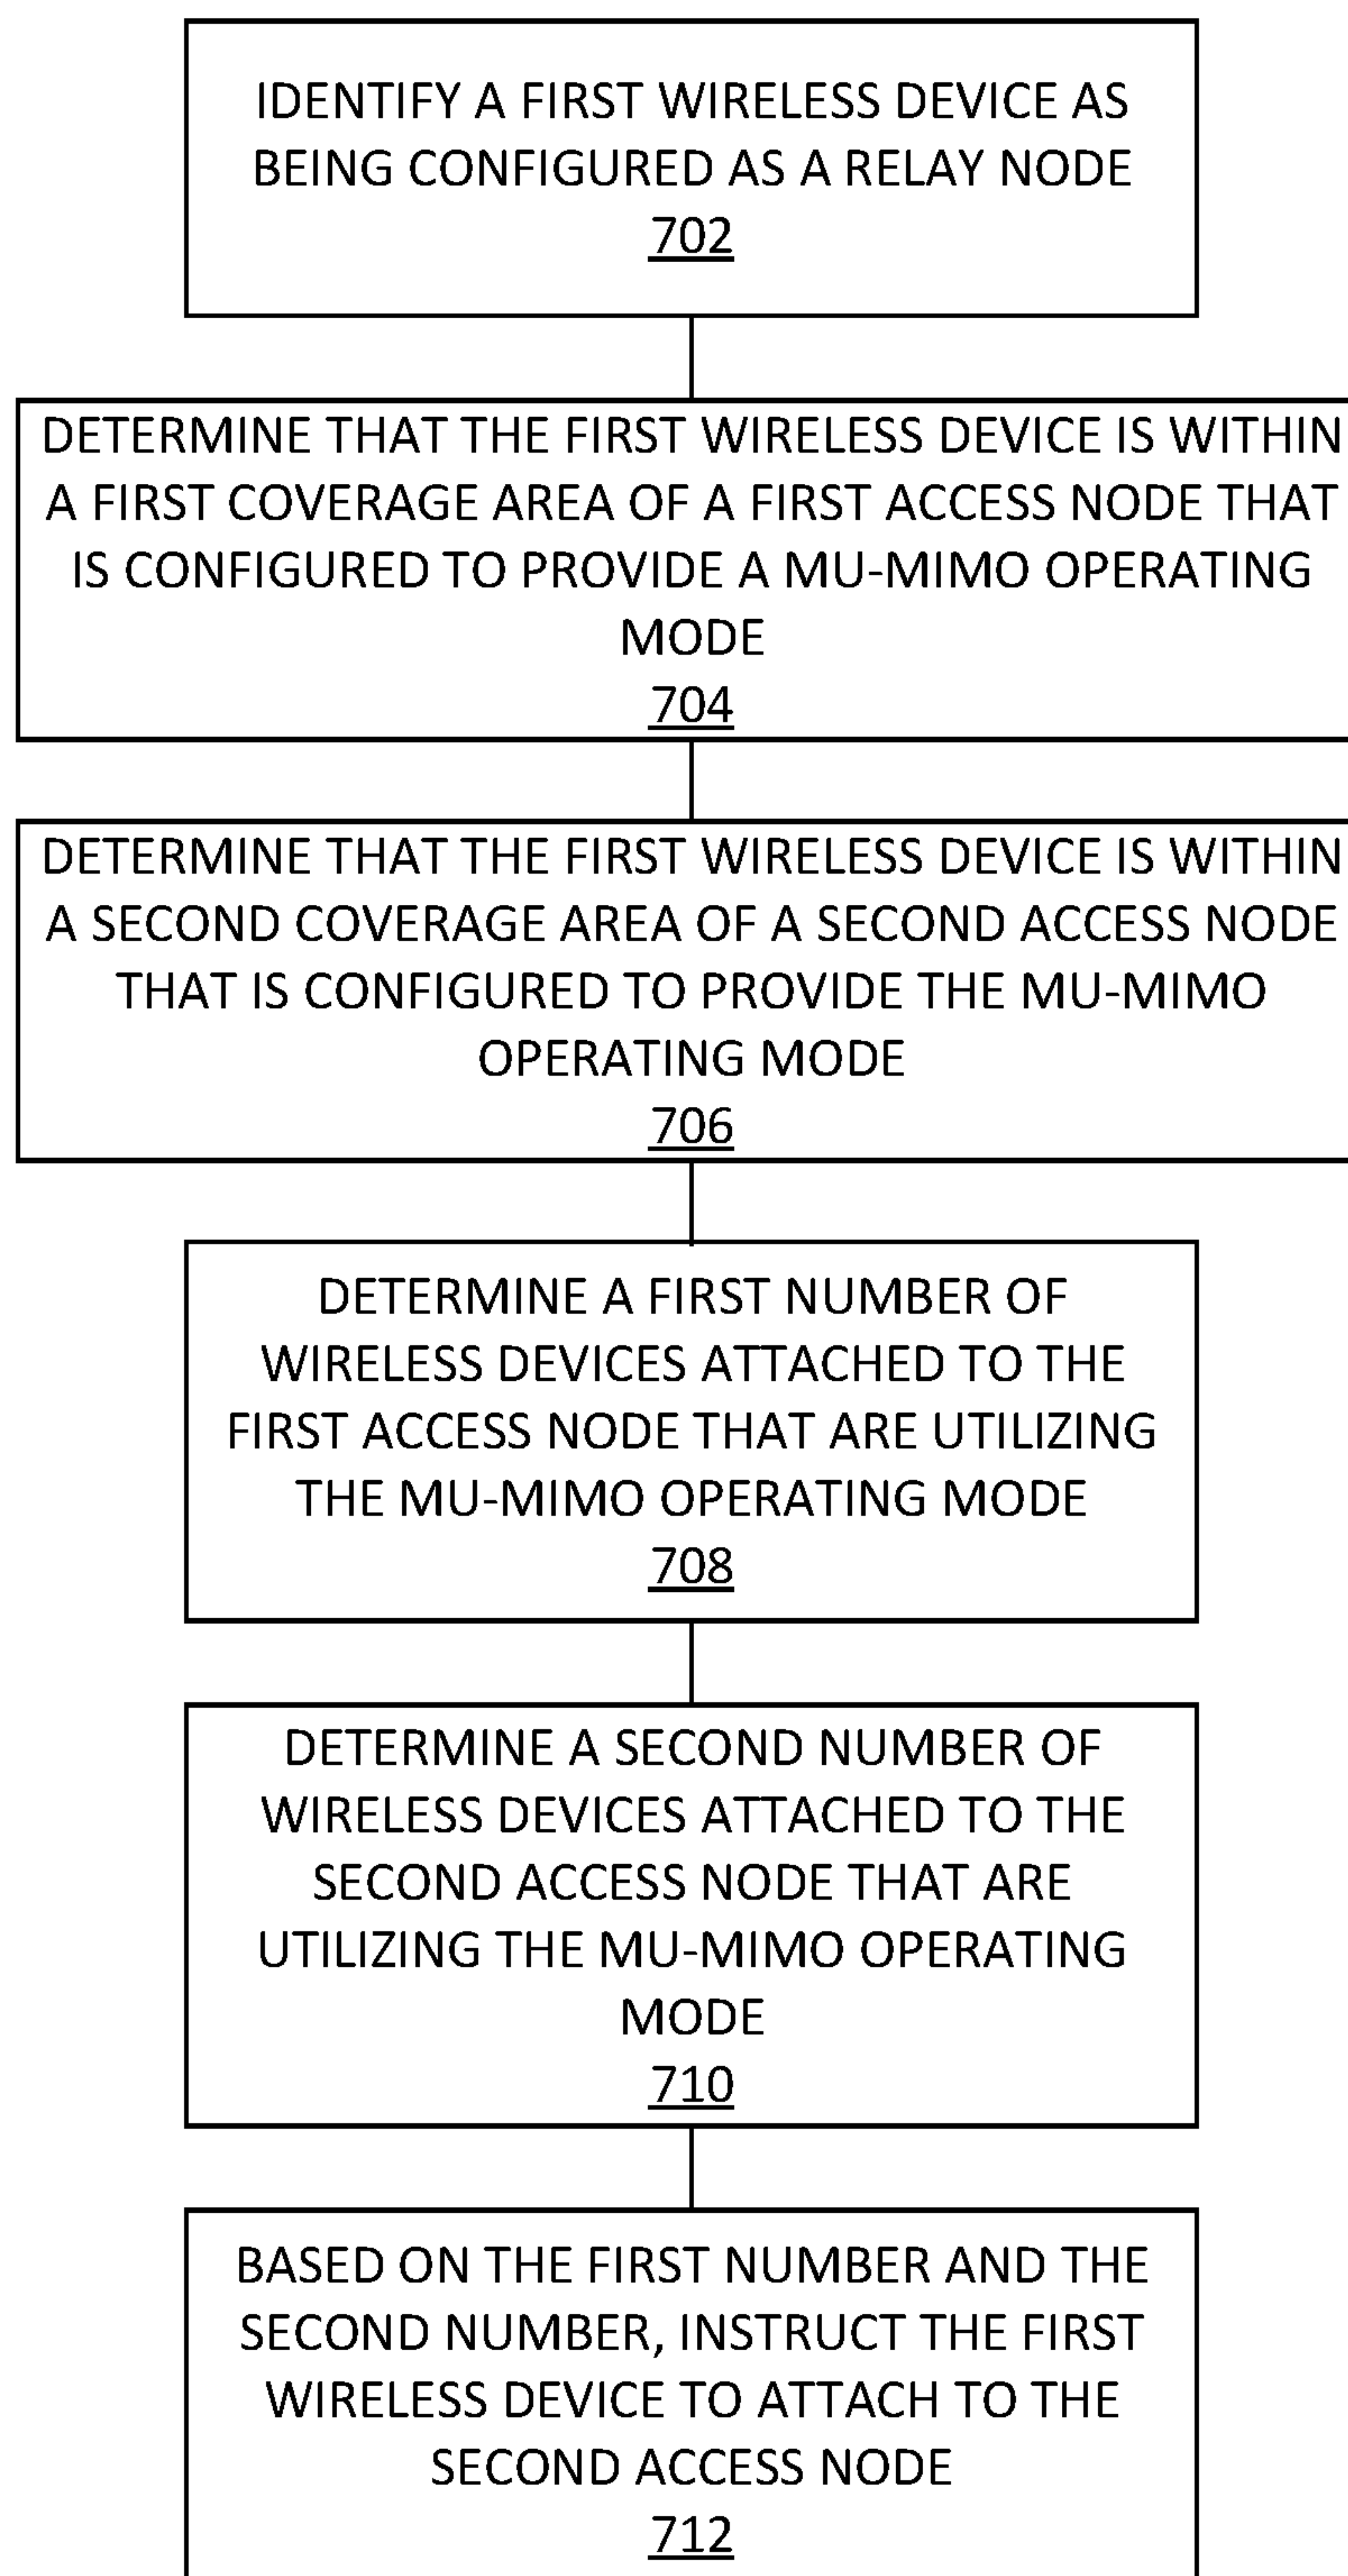 IDENTIFY A FIRST WIRELESS DEVICE AS
BEING CONFIGURED AS A RELAY NODE
702
DETERMINE THAT THE FIRST WIRELESS DEVICE IS WITHIN
A FIRST COVERAGE AREA OF A FIRST ACCESS NODE THAT
IS CONFIGURED TO PROVIDE A MU-MIMO OPERATING
MODE
704
DETERMINE THAT THE FIRST WIRELESS DEVICE IS WITHIN
A SECOND COVERAGE AREA OF A SECOND ACCESS NODE
THAT IS CONFIGURED TO PROVIDE THE MU-MIMO
OPERATING MODE
706
DETERMINE A FIRST NUMBER OF
WIRELESS DEVICES ATTACHED TO THE
FIRST ACCESS NODE THAT ARE UTILIZING
THE MU-MIMO OPERATING MODE
708
DETERMINE A SECOND NUMBER OF
WIRELESS DEVICES ATTACHED TO THE
SECOND ACCESS NODE THAT ARE
UTILIZING THE MU-MIMO OPERATING
MODE
710
BASED ON THE FIRST NUMBER AND THE
SECOND NUMBER, INSTRUCT THE FIRST
WIRELESS DEVICE TO ATTACH TO THE
SECOND ACCESS NODE
712